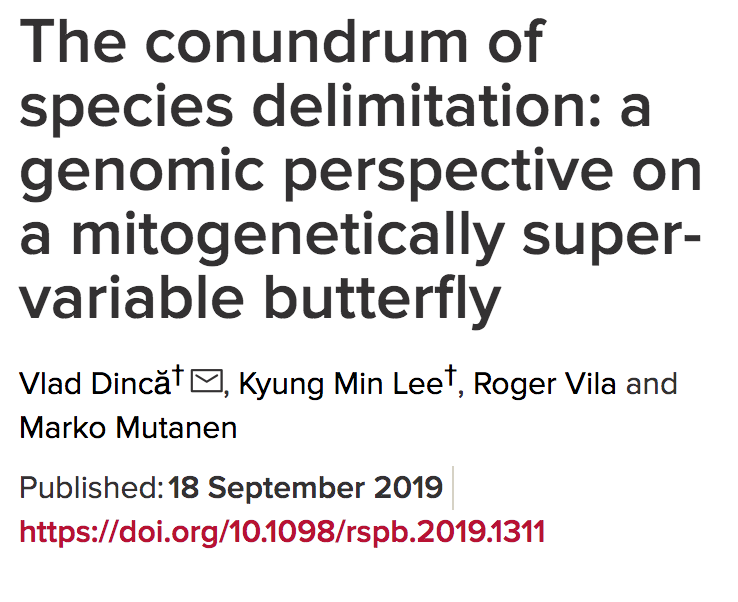 The conundrum of
species delimitation: a
genomic perspective on
a mitogenetically super-
variable butterfly
Vlad Dincă†, Kyung Min Lee†, Roger Vila and
Marko Mutanen
Published: 18 September 2019
https://doi.org/10.1098/rspb.2019.1311